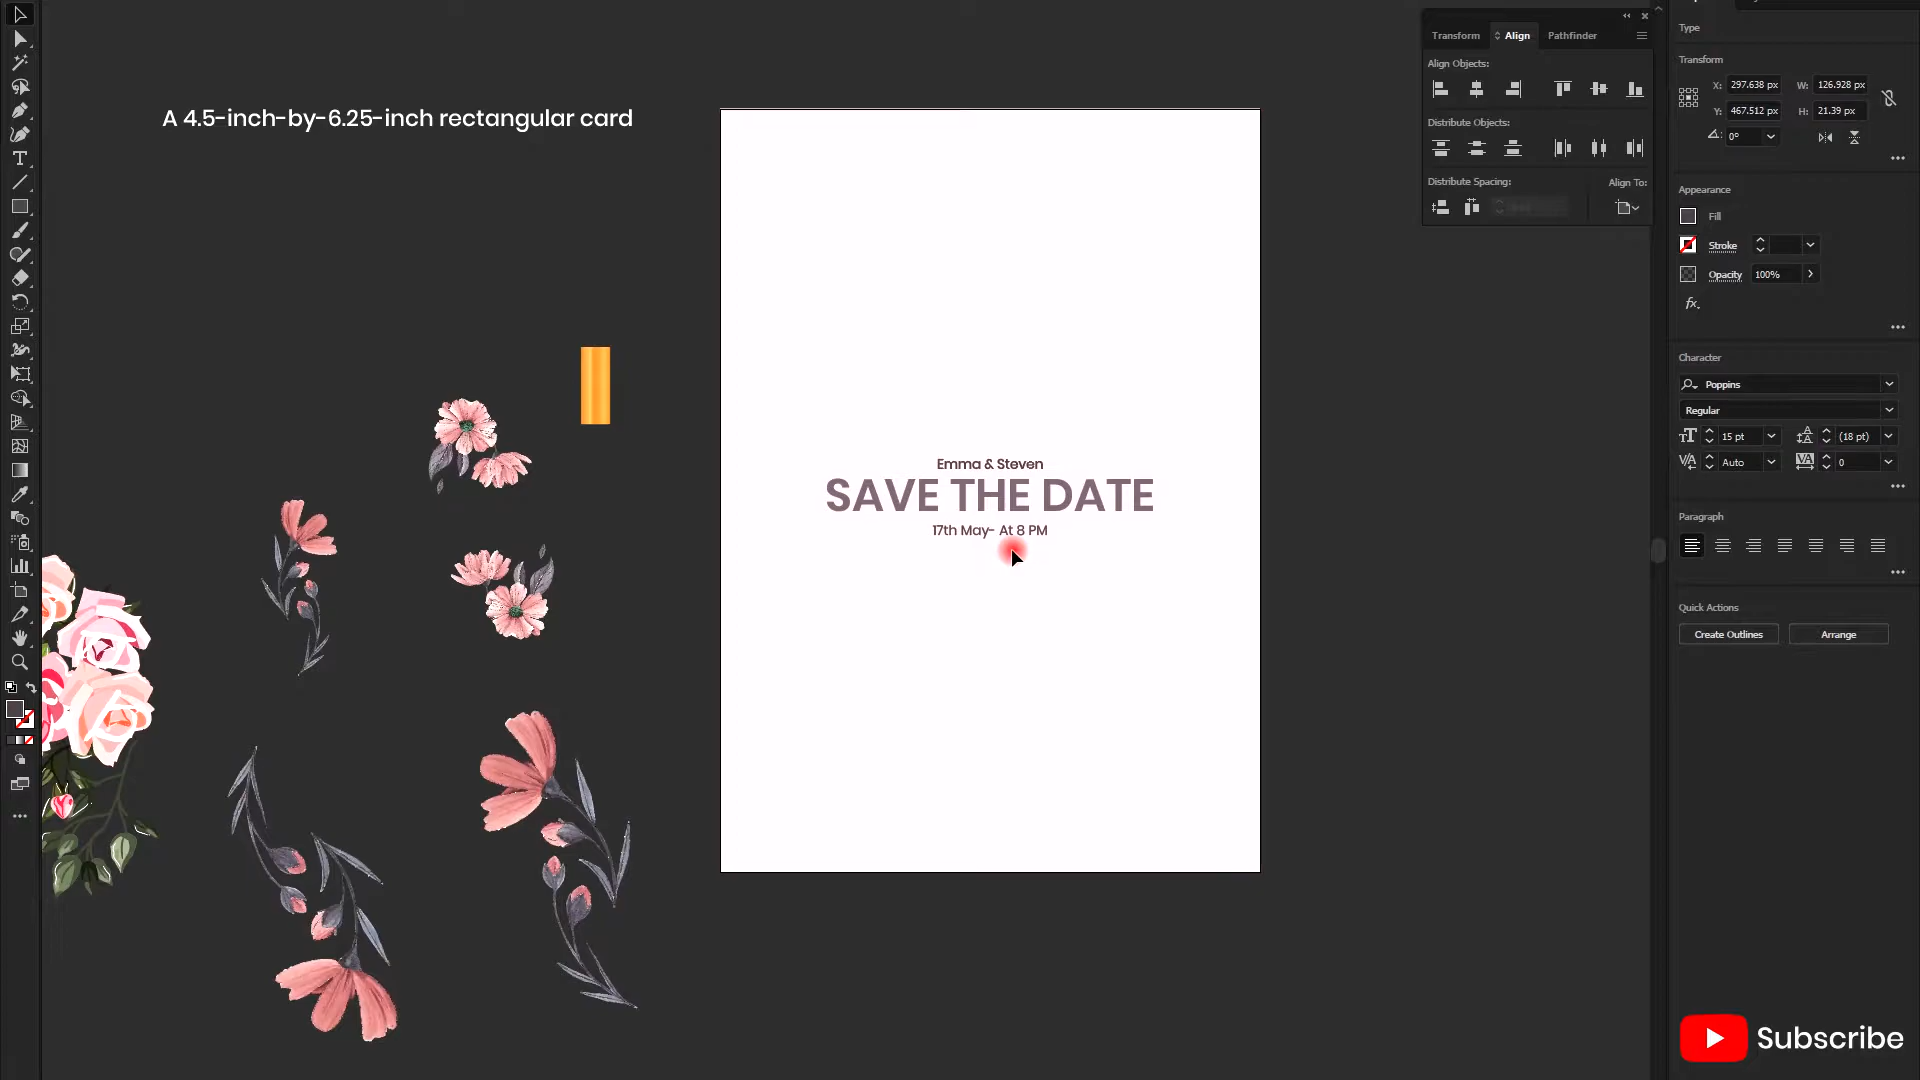 A 4.5-inch-by-6.25-inch rectangular card
Emma & Steven
SAVE THE DATE
17th May- At 8 PM
Transform
Align
Pathfinder
Align Objects:
Distribute Objects:
Distribute Spacing:
Align To:
Type
Transform
X: 297.638 px W: 126.928 px
Y: 467.512 px H: 21.39 px
0°
Appearance
Fill
Stroke
Opacity 100%
fx.
Character
Poppins
Regular
15 pt (18 pt)
Auto 0
Paragraph
Quick Actions
Create Outlines Arrange
Subscribe